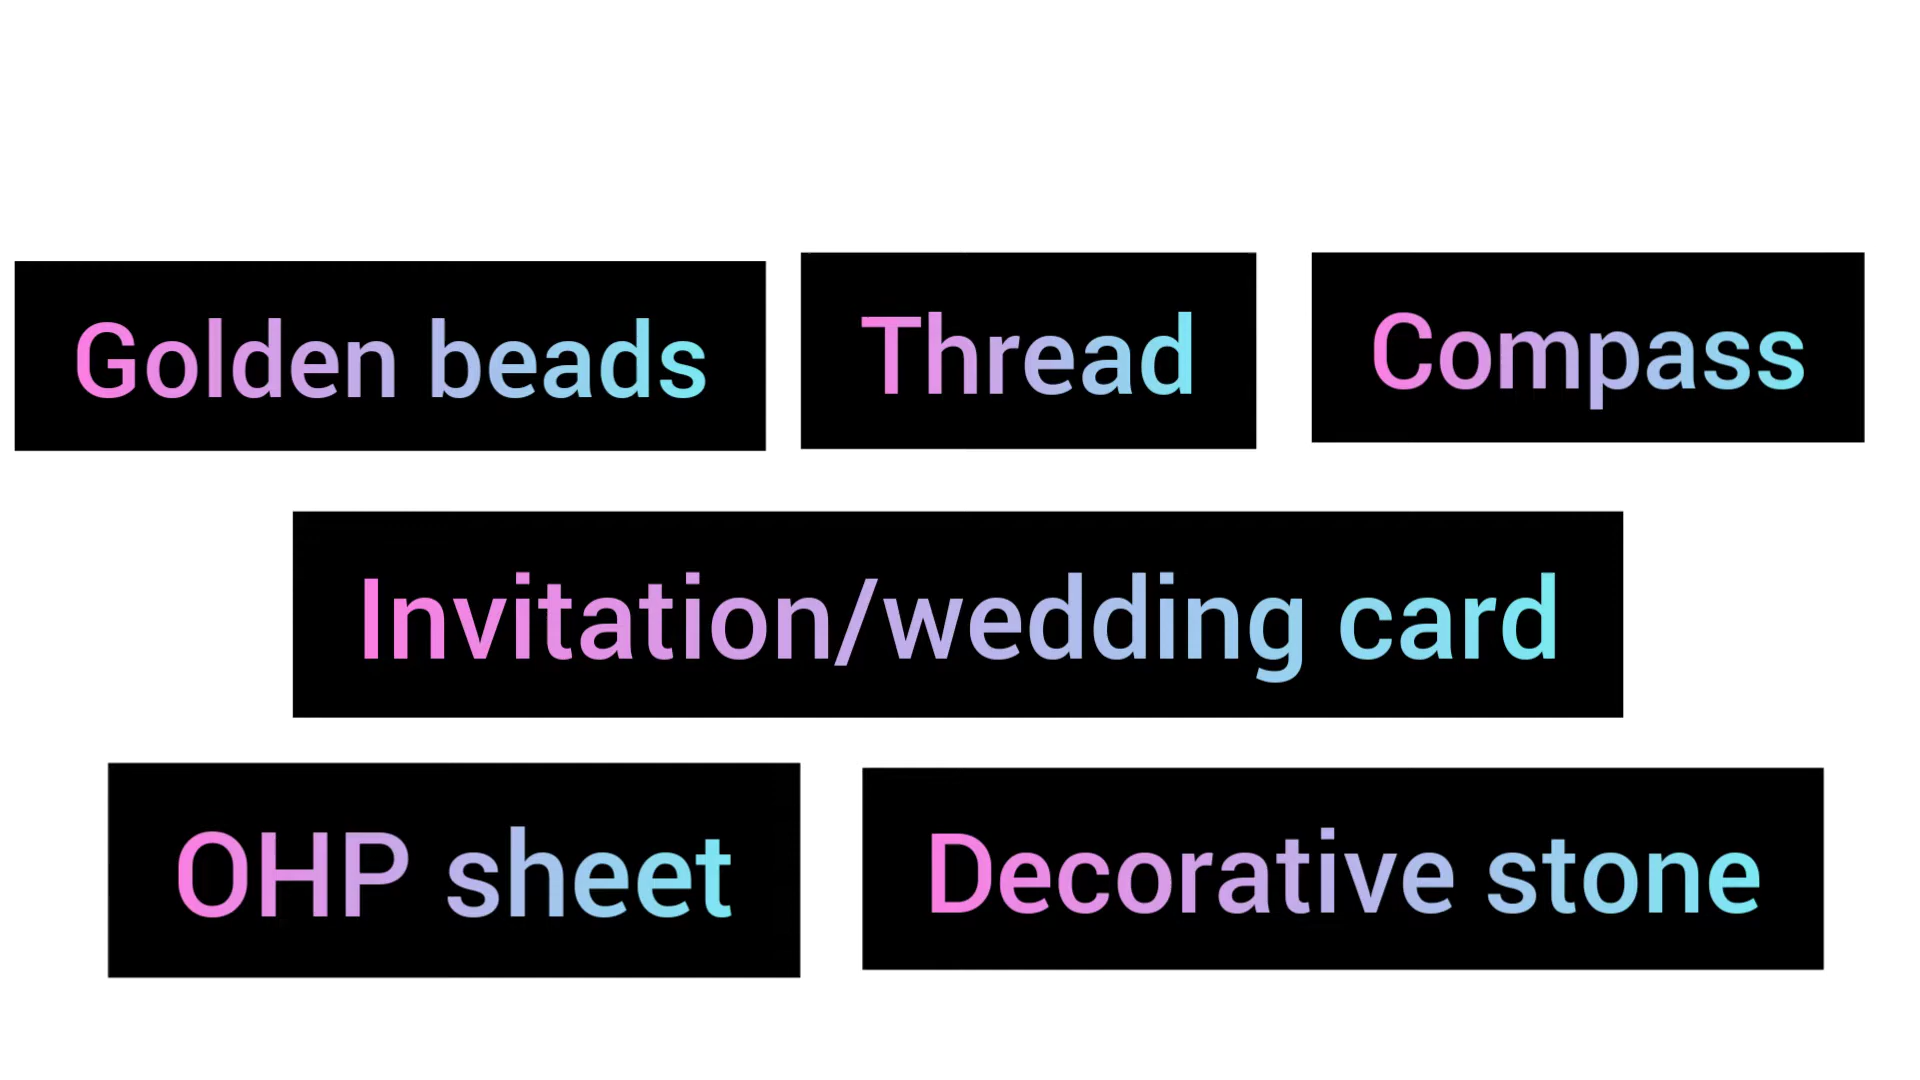 Golden beads
Thread
Compass
Invitation/wedding card
OHP sheet
Decorative stone